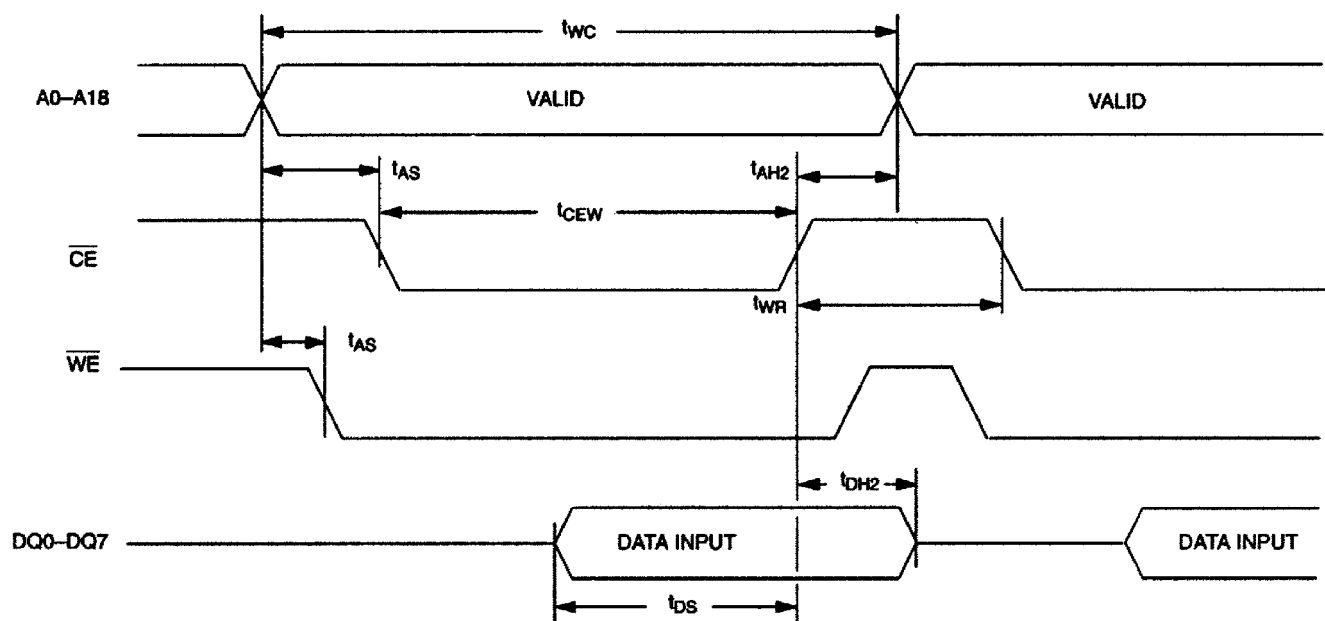 tWC
A0–A18 VALID VALID
tAS tAH2
tCEW
CE
tWR
tAS
WE
tDH2
DQ0–DQ7 DATA INPUT DATA INPUT
tDS